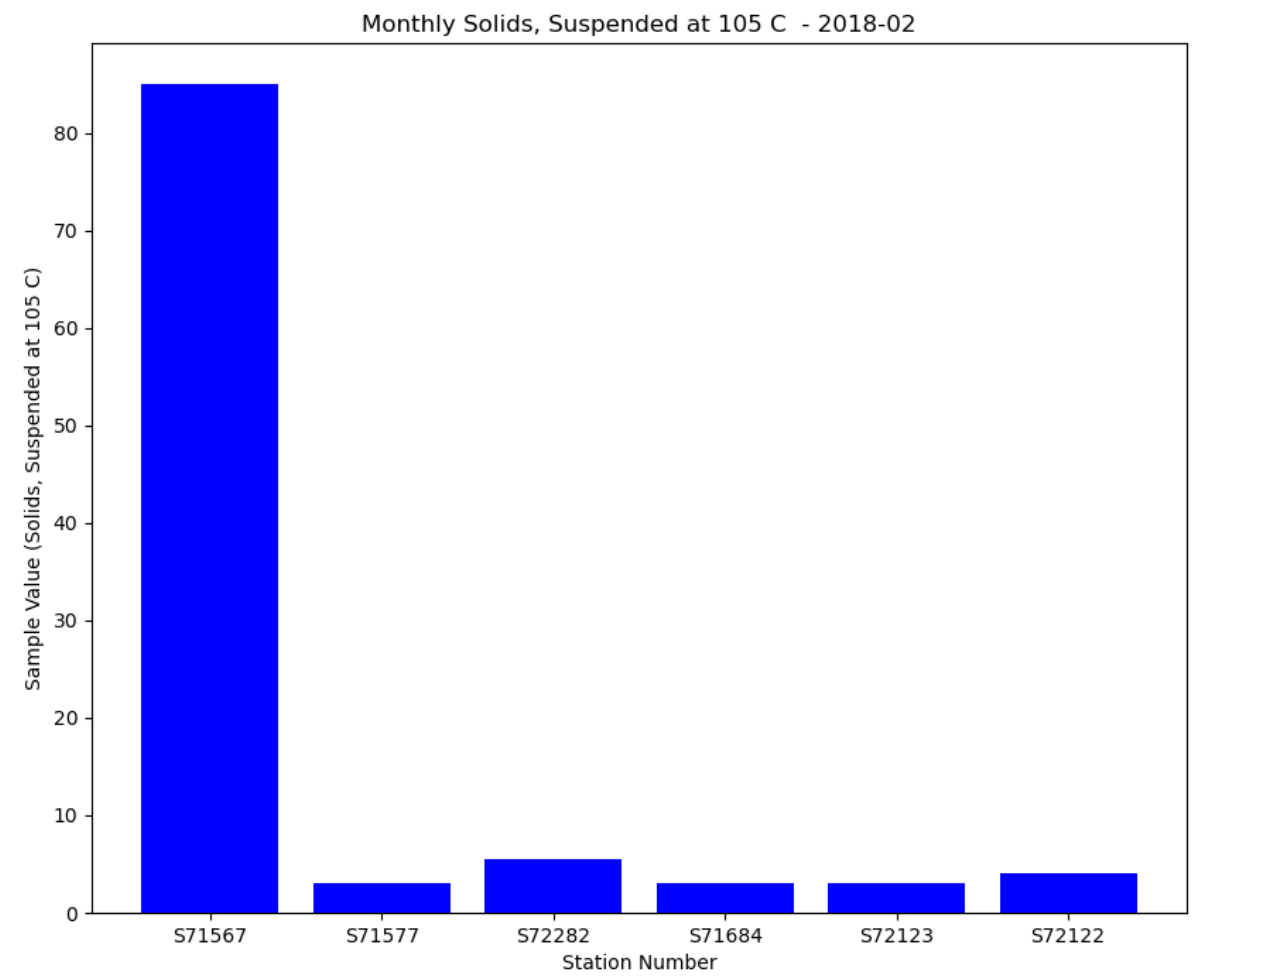 Monthly Solids, Suspended at 105 C - 2018-02
Sample Value (Solids, Suspended at 105 C)
80
70
60
50
40
30
20
10
0
S71567 S71577 S72282 S71684 S72123 S72122
Station Number